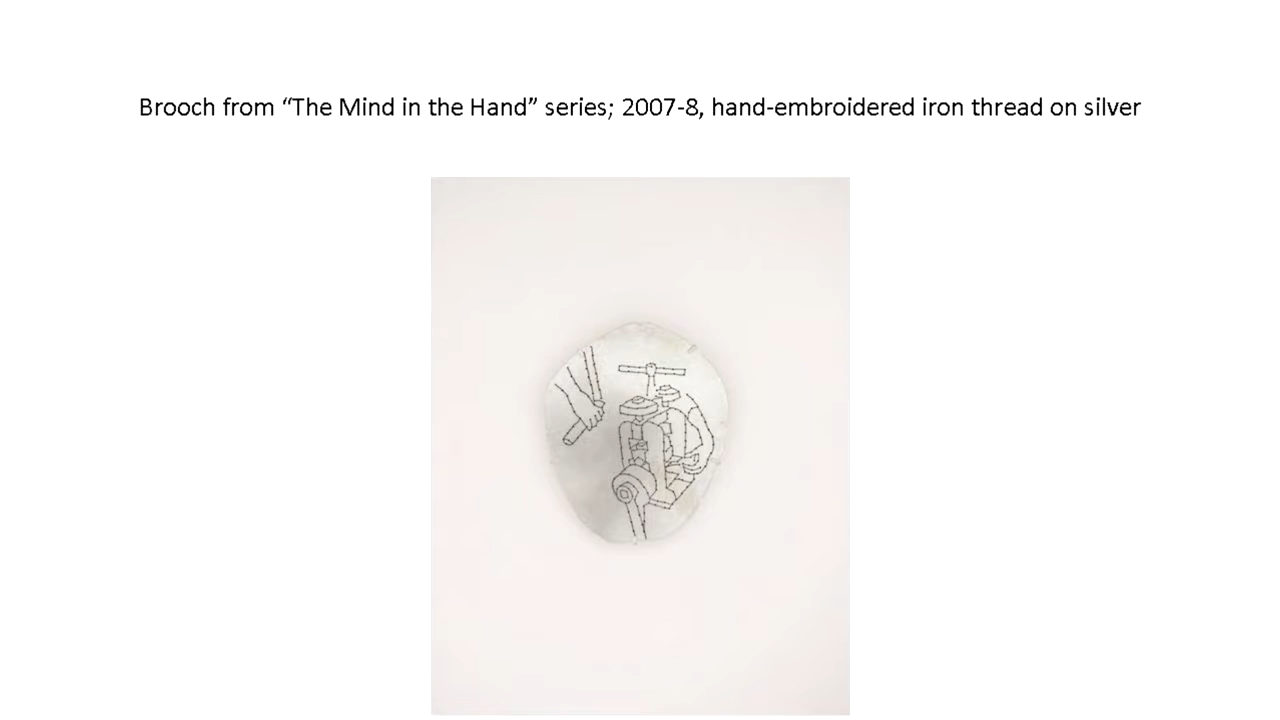 Brooch from “The Mind in the Hand” series; 2007-8, hand-embroidered iron thread on silver